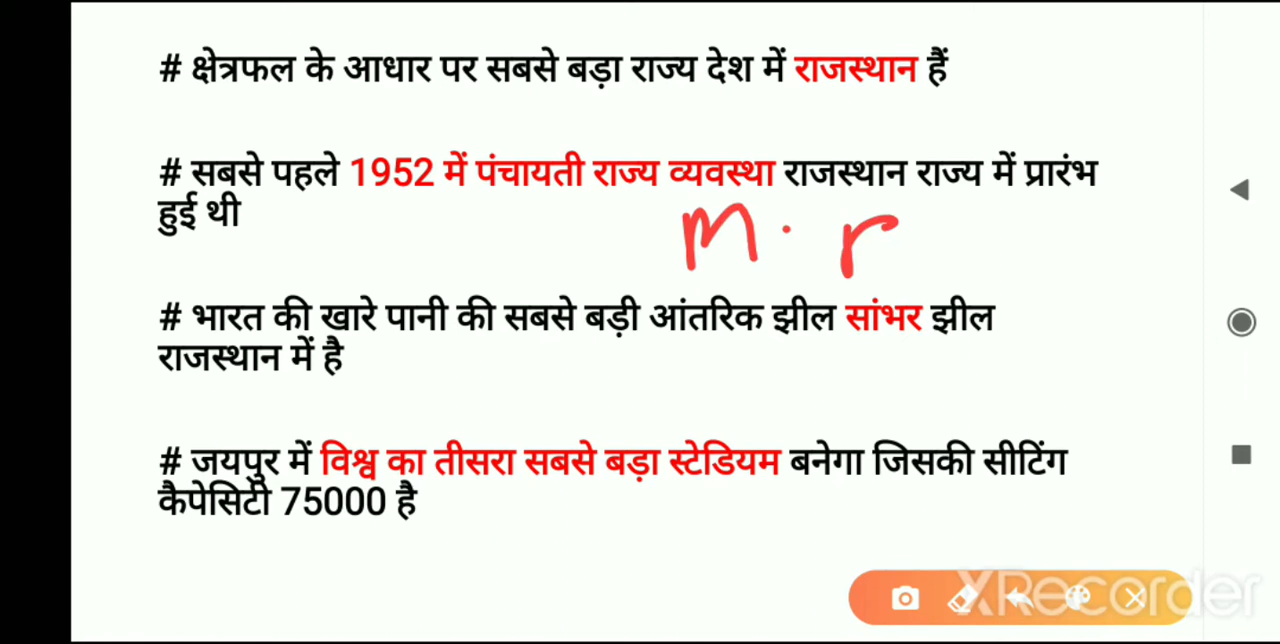 # क्षेत्रफल के आधार पर सबसे बड़ा राज्य देश में राजस्थान हैं
# सबसे पहले 1952 में पंचायती राज्य व्यवस्था राजस्थान राज्य में प्रारंभ
हुई थी
m . r
# भारत की खारे पानी की सबसे बड़ी आंतरिक झील सांभर झील
राजस्थान में है
# जयपुर में विश्व का तीसरा सबसे बड़ा स्टेडियम बनेगा जिसकी सीटिंग
कैपेसिटी 75000 है
XRecorder